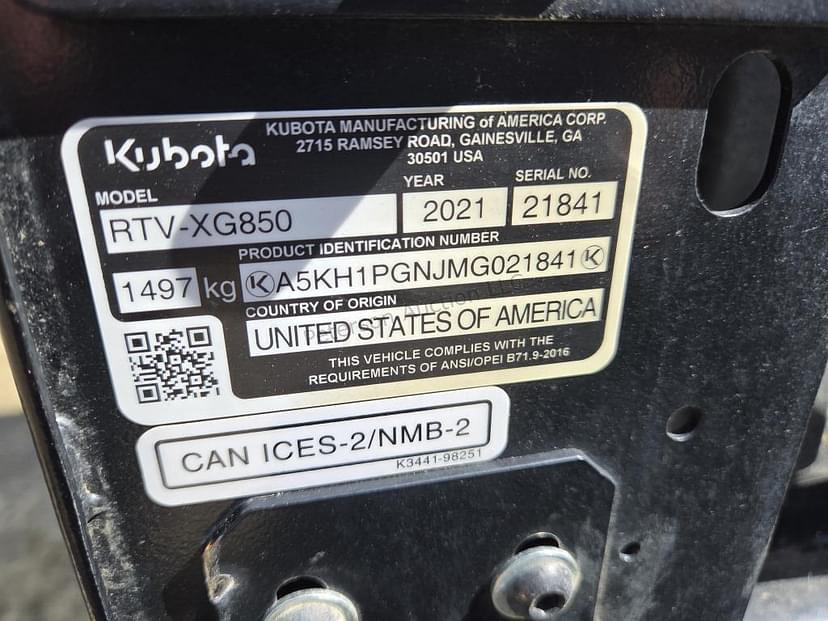 Kubota
KUBOTA MANUFACTURING of AMERICA CORP.
2715 RAMSEY ROAD, GAINESVILLE, GA
30501 USA
MODEL
RTV-XG850
YEAR
2021
SERIAL NO.
21841
1497 kg
PRODUCT IDENTIFICATION NUMBER
A5KH1PGNJMG021841
COUNTRY OF ORIGIN
UNITED STATES OF AMERICA
THIS VEHICLE COMPLIES WITH THE
REQUIREMENTS OF ANSI/OPEI B71.9-2016
CAN ICES-2/NMB-2
K3441-98251